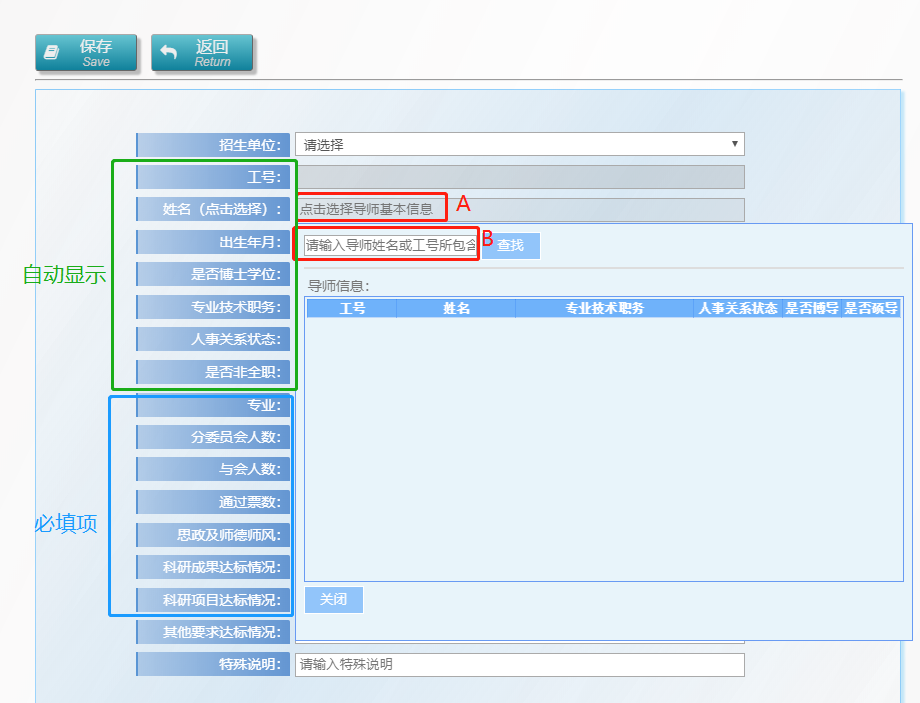 保存
Save
返回
Return
招生单位：
请选择
工号：
姓名（点击选择）：
点击选择导师基本信息
A
出生年月：
请输入导师姓名或工号所包含
B
查找
自动显示
是否博士学位：
导师信息：
专业技术职务：
工号 姓名 专业技术职务 人事关系状态 是否博导 是否硕导
人事关系状态：
是否非全职：
专业：
分委员会人数：
与会人数：
通过票数：
必填项
思政及师德师风：
科研成果达标情况：
科研项目达标情况：
关闭
其他要求达标情况：
特殊说明：
请输入特殊说明